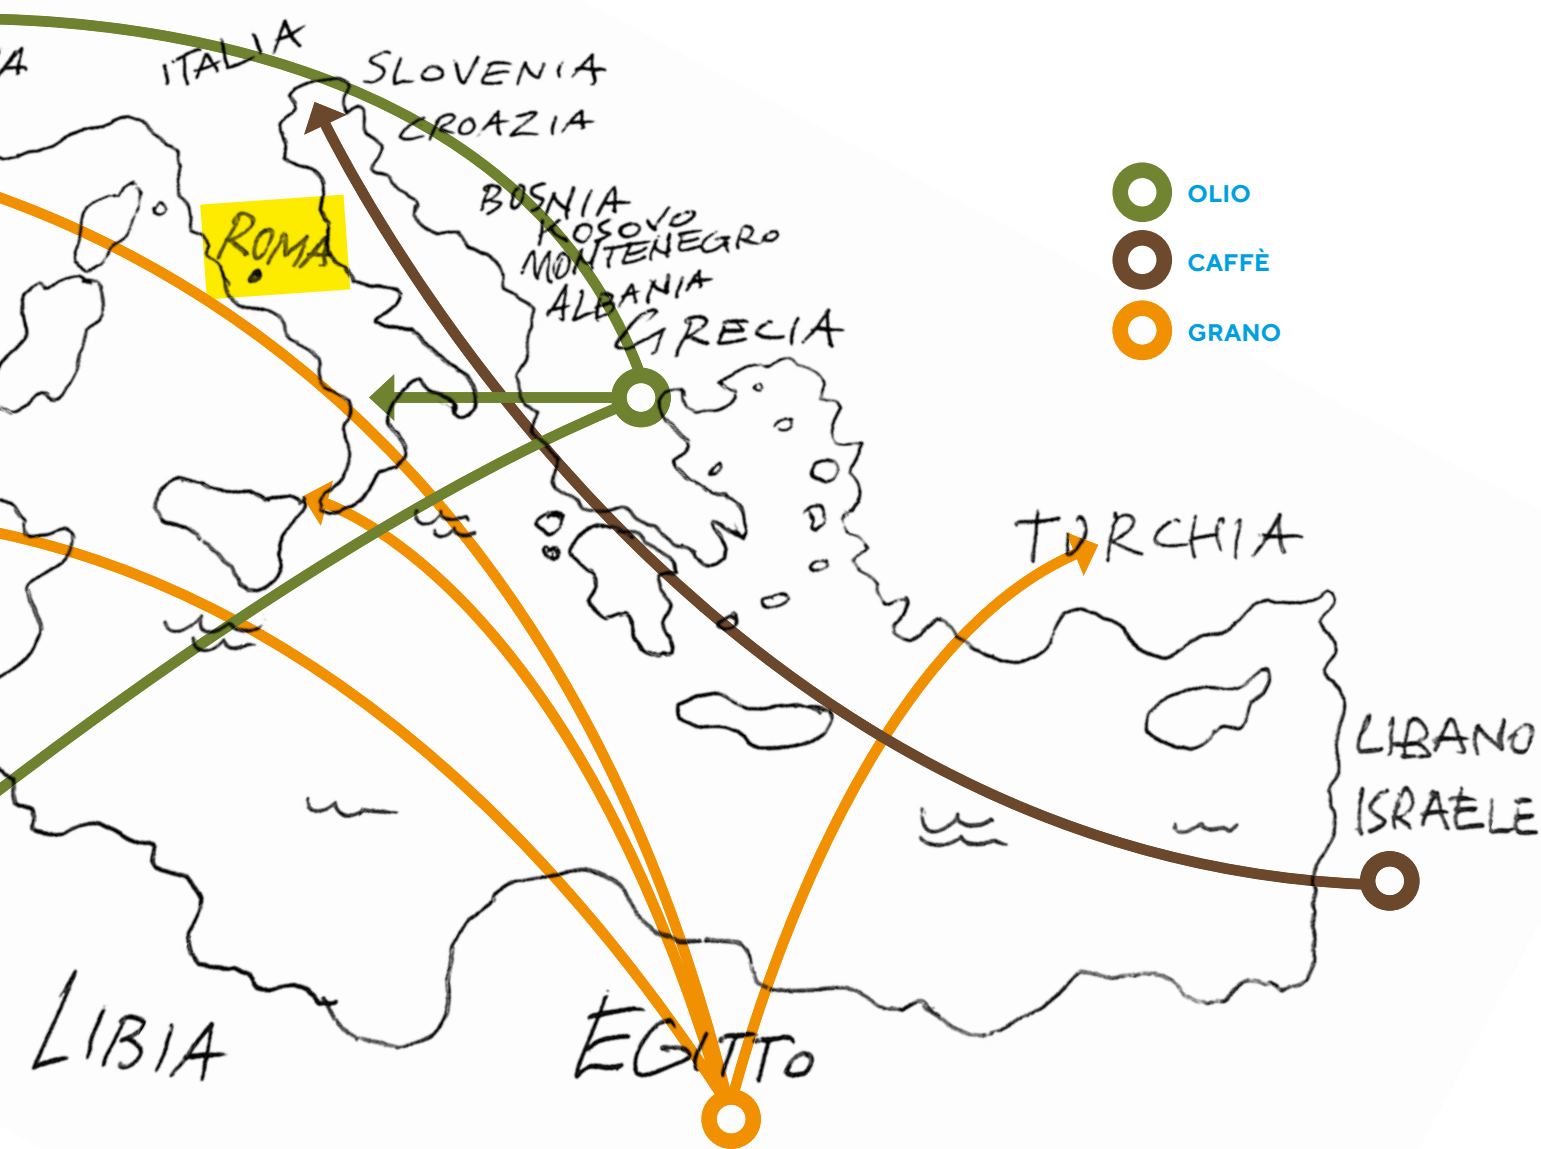 ITALIA
SLOVENIA
CROAZIA
BOSNIA
KOSOVO
MONTENEGRO
ALBANIA
GRECIA
ROMA
OLIO
CAFFÈ
GRANO
TURCHIA
LIBANO
ISRAELE
LIBIA
EGITTO